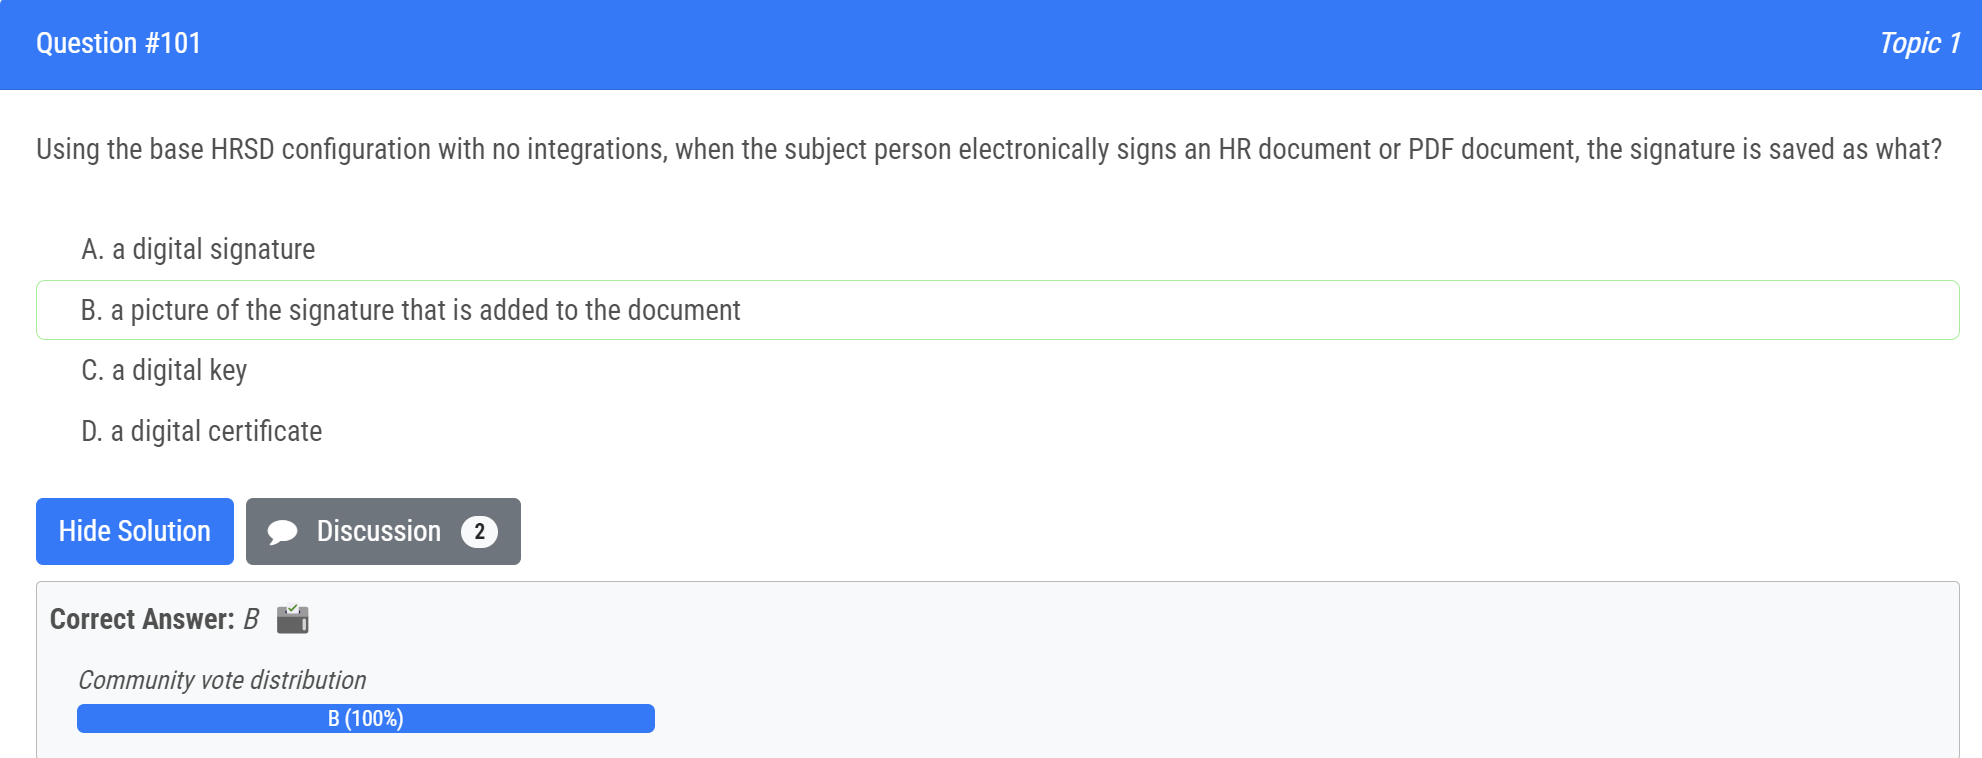 Question #101
Topic 1
Using the base HRSD configuration with no integrations, when the subject person electronically signs an HR document or PDF document, the signature is saved as what?
A. a digital signature
B. a picture of the signature that is added to the document
C. a digital key
D. a digital certificate
Hide Solution
Discussion 2
Correct Answer: B
Community vote distribution
B (100%)